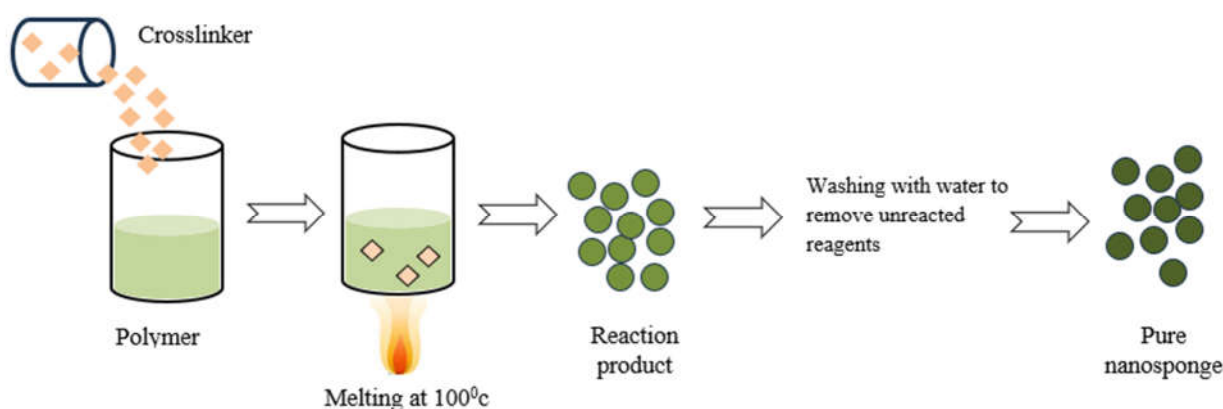 Crosslinker
Polymer
Melting at 100⁰c
Reaction
product
Washing with water to
remove unreacted
reagents
Pure
nanosponge